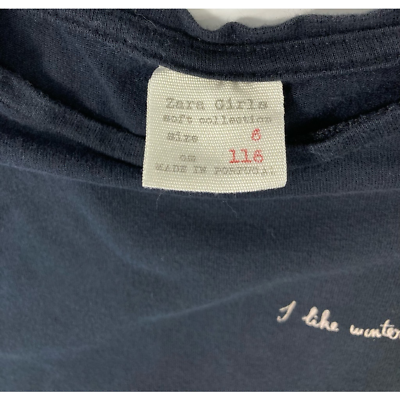 Zara Girls
soft collection
size 6
cm 116
MADE IN PORTUGAL
I like winter